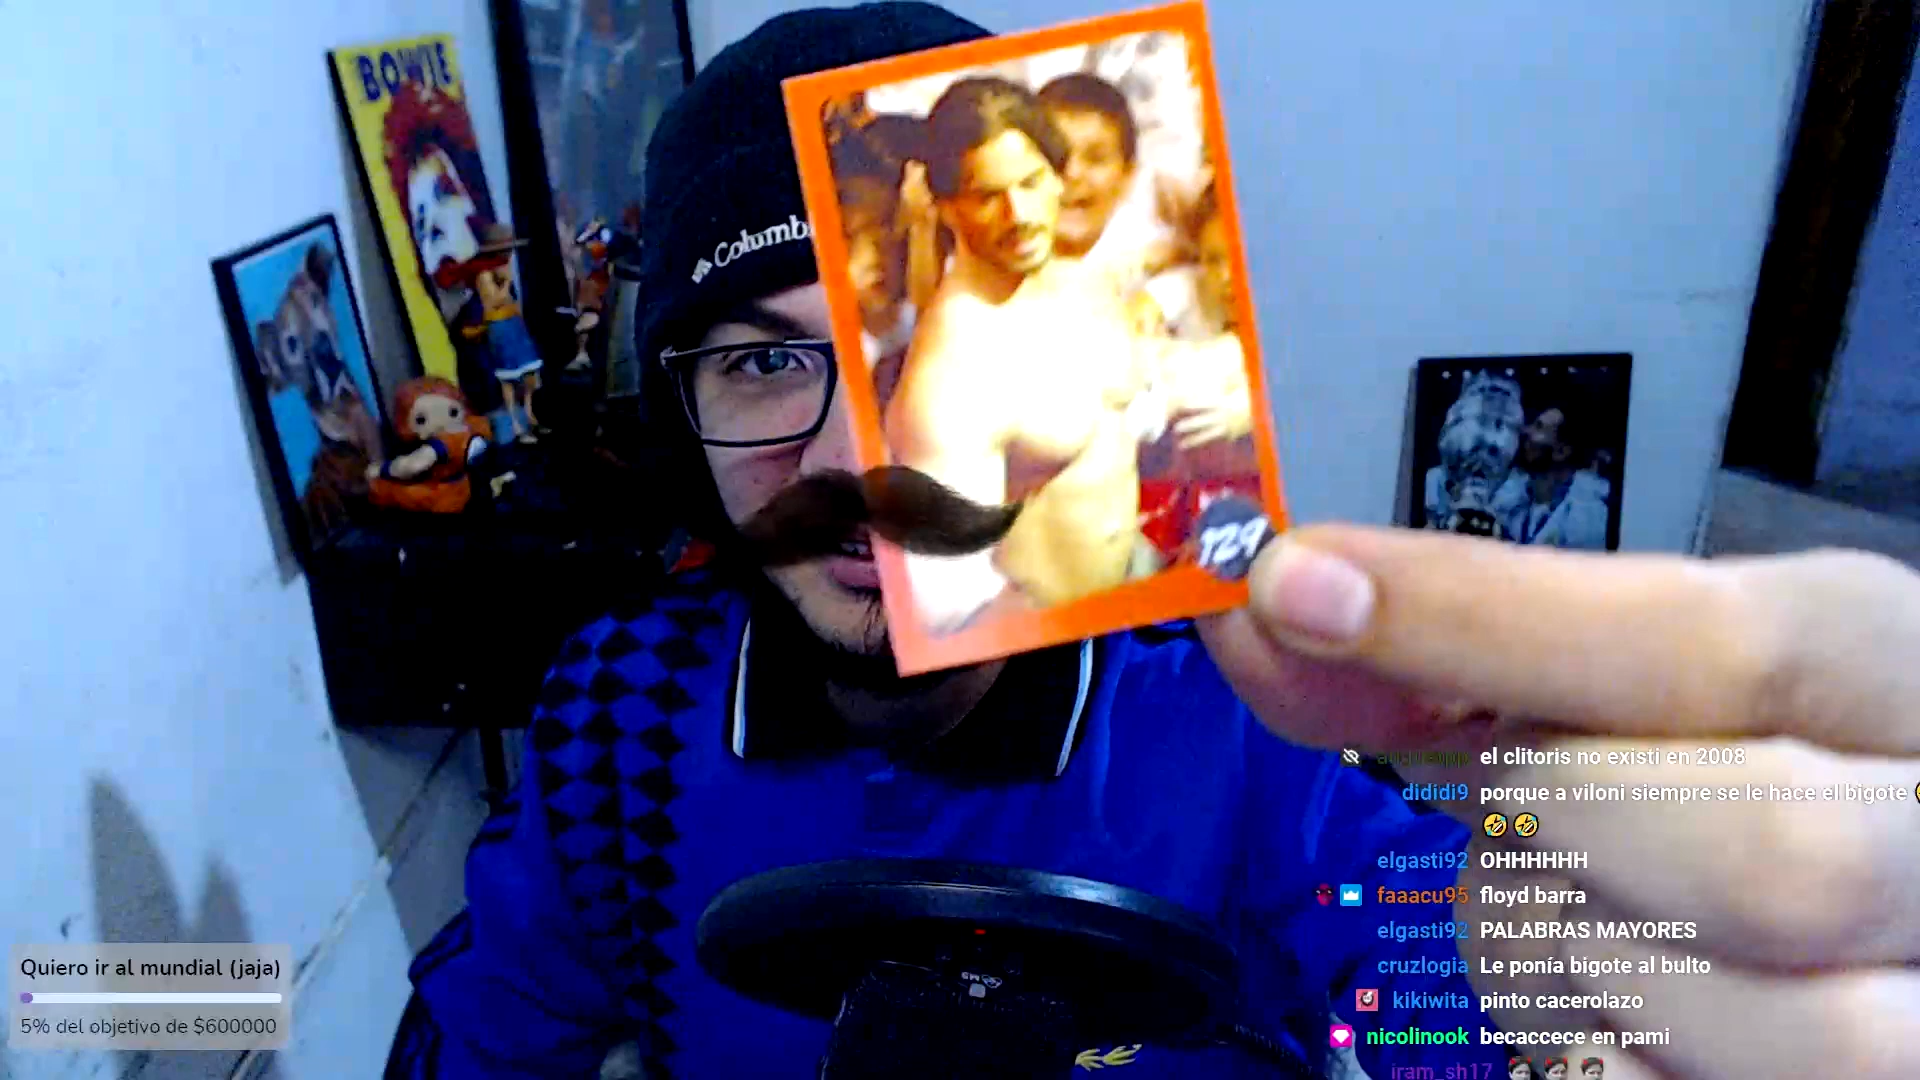 BOWIE
Columb
129
el clitoris no existi en 2008
dididi9 porque a viloni siempre se le hace el bigote 🤣
🤣 🤣
elgasti92 OHHHHHH
faaacu95 floyd barra
elgasti92 PALABRAS MAYORES
cruzlogia Le ponía bigote al bulto
kikiwita pinto cacerolazo
nicolinook becaccece en pami
iram_sh17
Quiero ir al mundial (jaja)
5% del objetivo de $600000